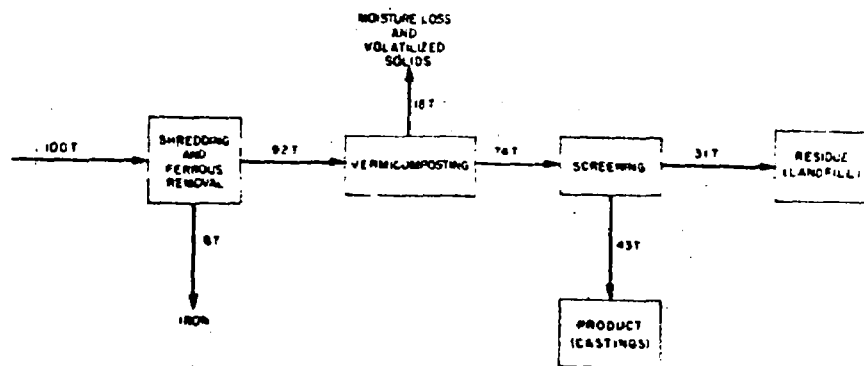 MOISTURE LOSS
AND
VOLATILIZED
SOLIDS
18T
100T
SHREDDING
AND
FERROUS
REMOVAL
92T
VERMICOMPOSTING
74T
SCREENING
31T
RESIDUE
(LANDFILL)
8T
43T
IRON
PRODUCT
(CASTINGS)